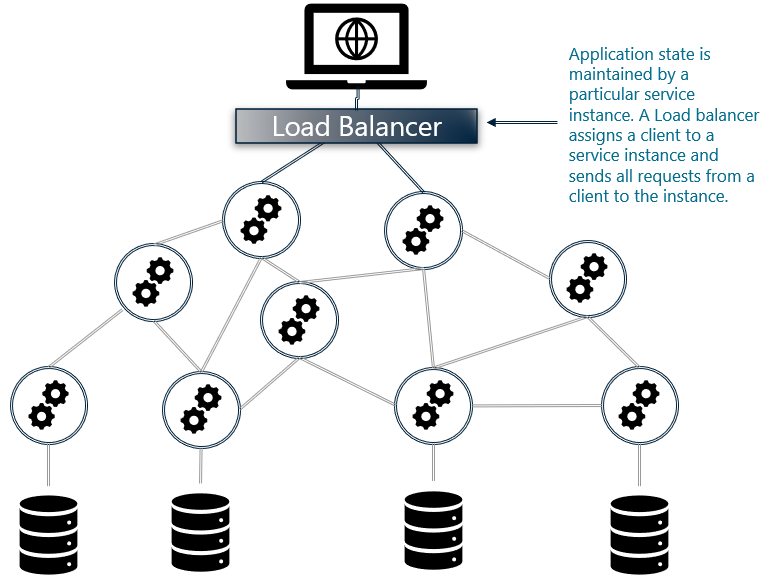 Application state is
maintained by a
particular service
instance. A Load balancer
assigns a client to a
service instance and
sends all requests from a
client to the instance.
Load Balancer